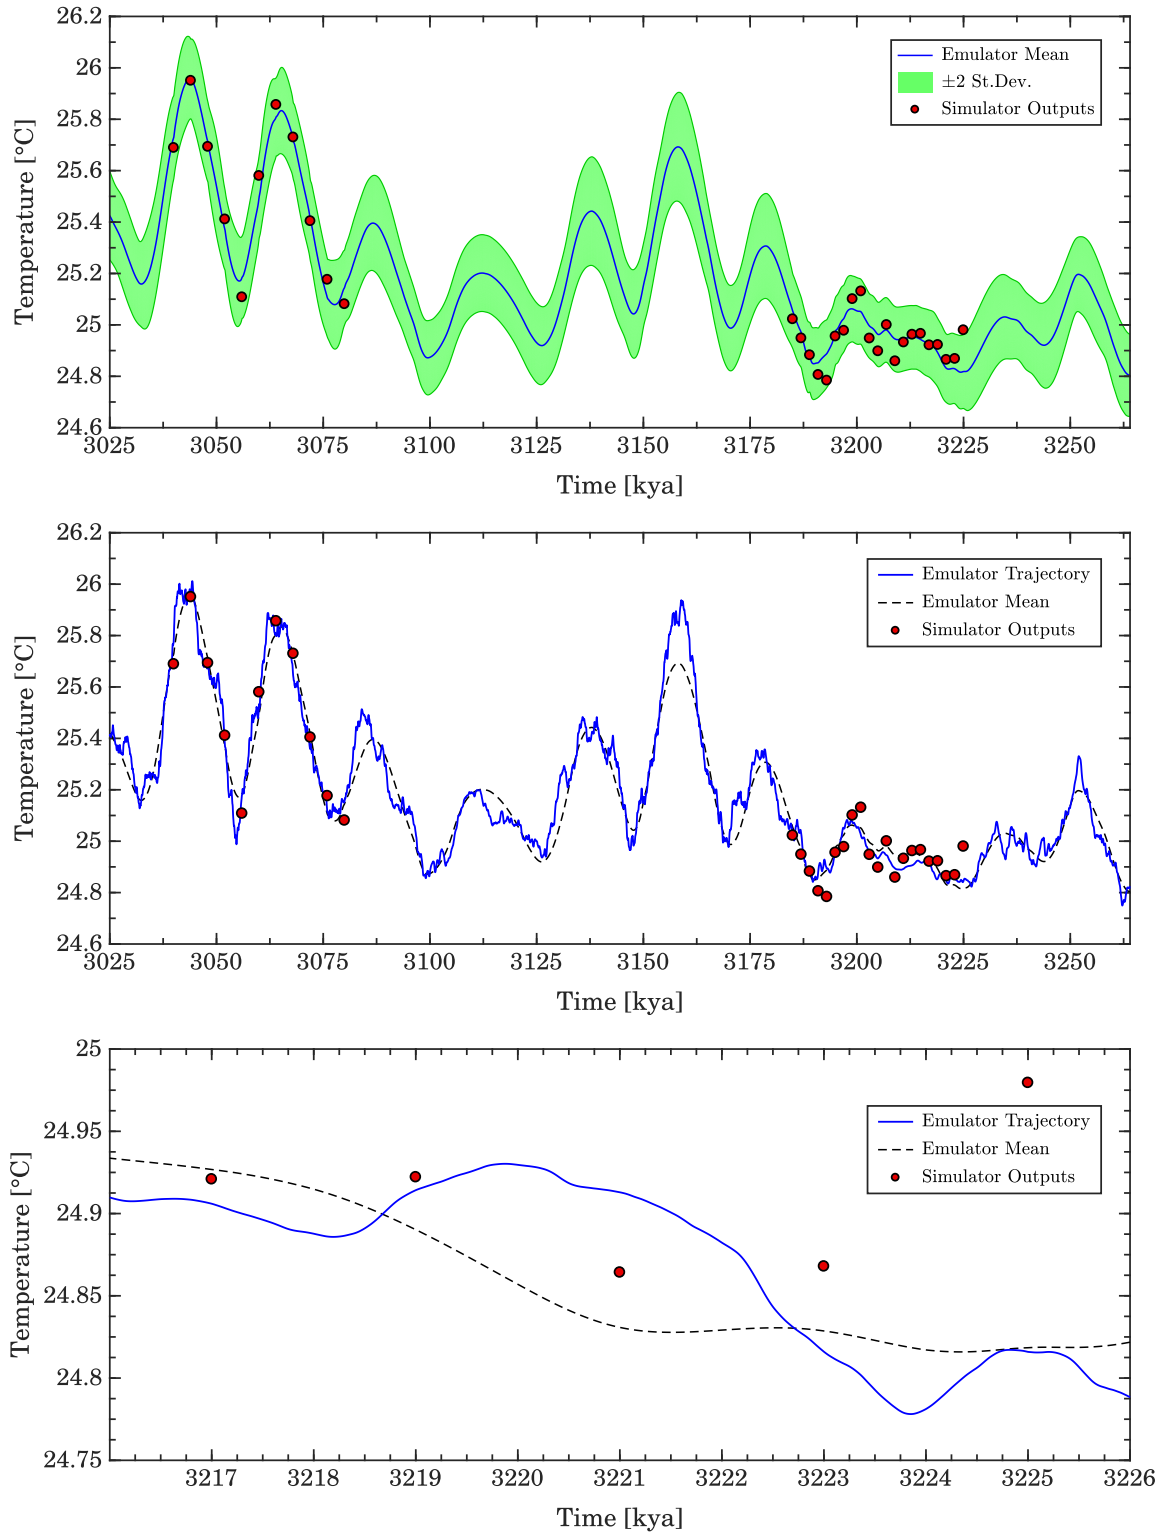 26.2
26
25.8
25.6
25.4
25.2
25
24.8
24.6
Temperature [°C]
Emulator Mean
±2 St.Dev.
Simulator Outputs
3025 3050 3075 3100 3125 3150 3175 3200 3225 3250
Time [kya]
26.2
26
25.8
25.6
25.4
25.2
25
24.8
24.6
Temperature [°C]
Emulator Trajectory
Emulator Mean
Simulator Outputs
3025 3050 3075 3100 3125 3150 3175 3200 3225 3250
Time [kya]
25
24.95
24.9
24.85
24.8
24.75
Temperature [°C]
Emulator Trajectory
Emulator Mean
Simulator Outputs
3217 3218 3219 3220 3221 3222 3223 3224 3225 3226
Time [kya]